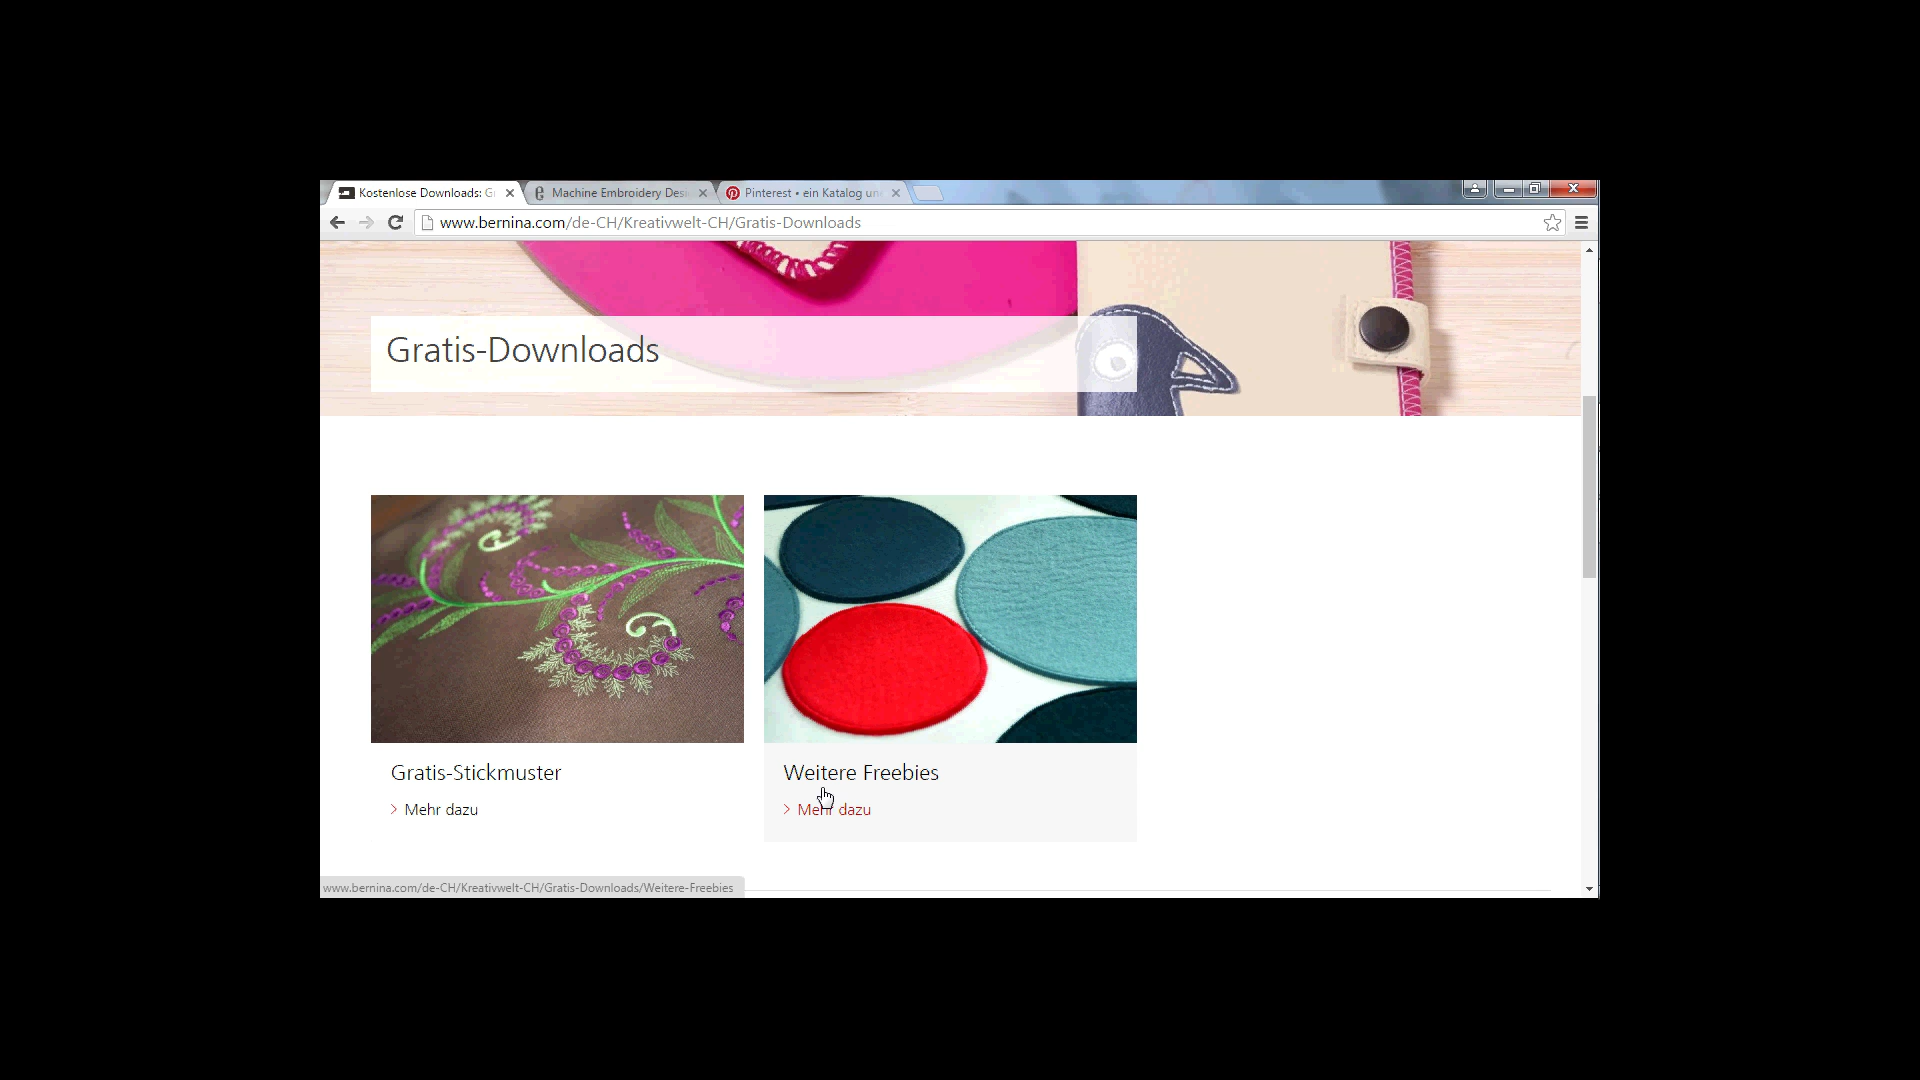 Kostenlose Downloads: G
Machine Embroidery Desi
Pinterest • ein Katalog un
www.bernina.com/de-CH/Kreativwelt-CH/Gratis-Downloads
Gratis-Downloads
Gratis-Stickmuster
Mehr dazu
Weitere Freebies
Mehr dazu
www.bernina.com/de-CH/Kreativwelt-CH/Gratis-Downloads/Weitere-Freebies